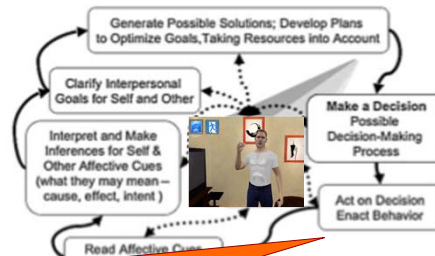 Generate Possible Solutions; Develop Plans
to Optimize Goals,Taking Resources into Account
Clarify Interpersonal
Goals for Self and Other
Make a Decision
Possible
Decision-Making
Process
Interpret and Make
Inferences for Self &
Other Affective Cues
(what they may mean—
cause, effect, intent )
Act on Decision
Enact Behavior
Read Affective Cues